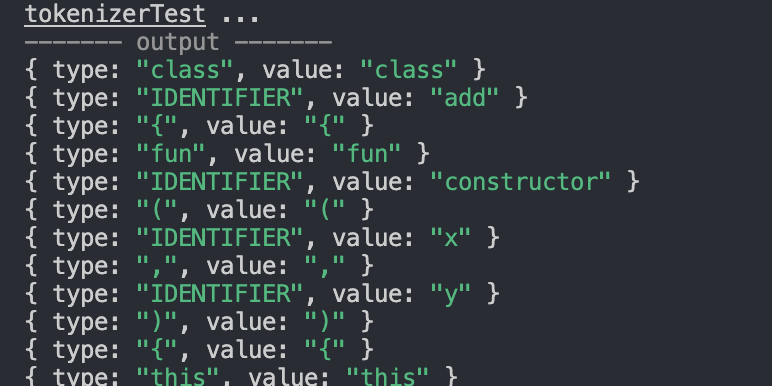 tokenizerTest ...
------- output -------
{ type: "class", value: "class" }
{ type: "IDENTIFIER", value: "add" }
{ type: "{", value: "{" }
{ type: "fun", value: "fun" }
{ type: "IDENTIFIER", value: "constructor" }
{ type: "(", value: "(" }
{ type: "IDENTIFIER", value: "x" }
{ type: ",", value: "," }
{ type: "IDENTIFIER", value: "y" }
{ type: ")", value: ")" }
{ type: "{", value: "{" }
{ type: "this", value: "this" }